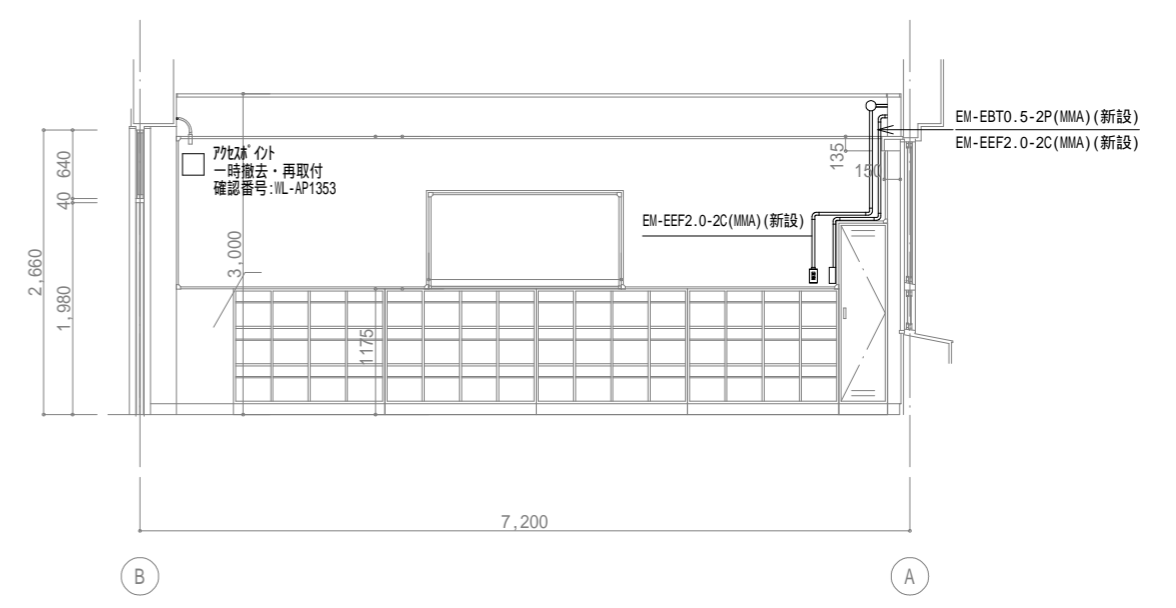 EM-EBT0.5-2P(MMA)(新設)
EM-EEF2.0-2C(MMA)(新設)
アクセスポイント
一時撤去・再取付
確認番号:WL-AP1353
135
150
640
40
EM-EEF2.0-2C(MMA)(新設)
3,000
2,660
1,980
1175
7,200
B
A